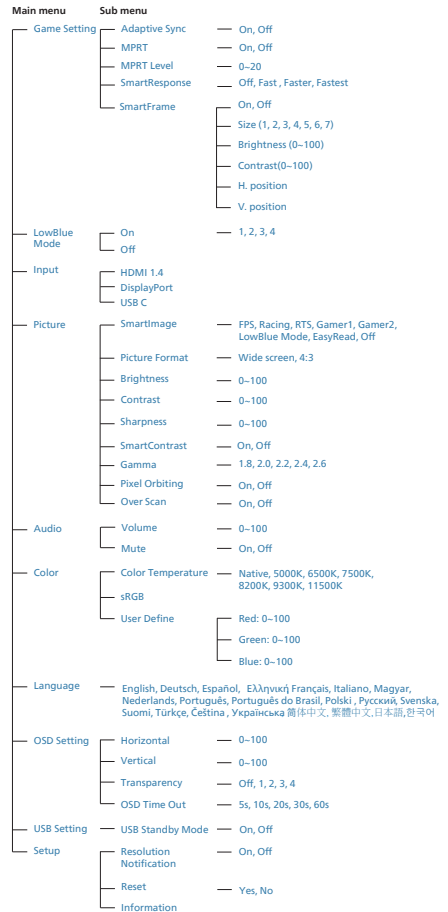 Main menu Sub menu
Game Setting Adaptive Sync On, Off
MPRT On, Off
MPRT Level 0~20
SmartResponse Off, Fast , Faster, Fastest
SmartFrame On, Off
Size (1, 2, 3, 4, 5, 6, 7)
Brightness (0~100)
Contrast(0~100)
H. position
V. position
LowBlue
Mode
On 1, 2, 3, 4
Off
Input HDMI 1.4
DisplayPort
USB C
Picture SmartImage FPS, Racing, RTS, Gamer1, Gamer2,
LowBlue Mode, EasyRead, Off
Picture Format Wide screen, 4:3
Brightness 0~100
Contrast 0~100
Sharpness 0~100
SmartContrast On, Off
Gamma 1.8, 2.0, 2.2, 2.4, 2.6
Pixel Orbiting On, Off
Over Scan On, Off
Audio Volume 0~100
Mute On, Off
Color Color Temperature Native, 5000K, 6500K, 7500K,
8200K, 9300K, 11500K
sRGB
User Define Red: 0~100
Green: 0~100
Blue: 0~100
Language English, Deutsch, Español, Ελληνική Français, Italiano, Magyar,
Nederlands, Português, Português do Brasil, Polski , Русский, Svenska,
Suomi, Türkçe, Čeština , Українська 简体中文, 繁體中文,日本語,한국어
OSD Setting Horizontal 0~100
Vertical 0~100
Transparency Off, 1, 2, 3, 4
OSD Time Out 5s, 10s, 20s, 30s, 60s
USB Setting USB Standby Mode On, Off
Setup Resolution
Notification
On, Off
Reset Yes, No
Information